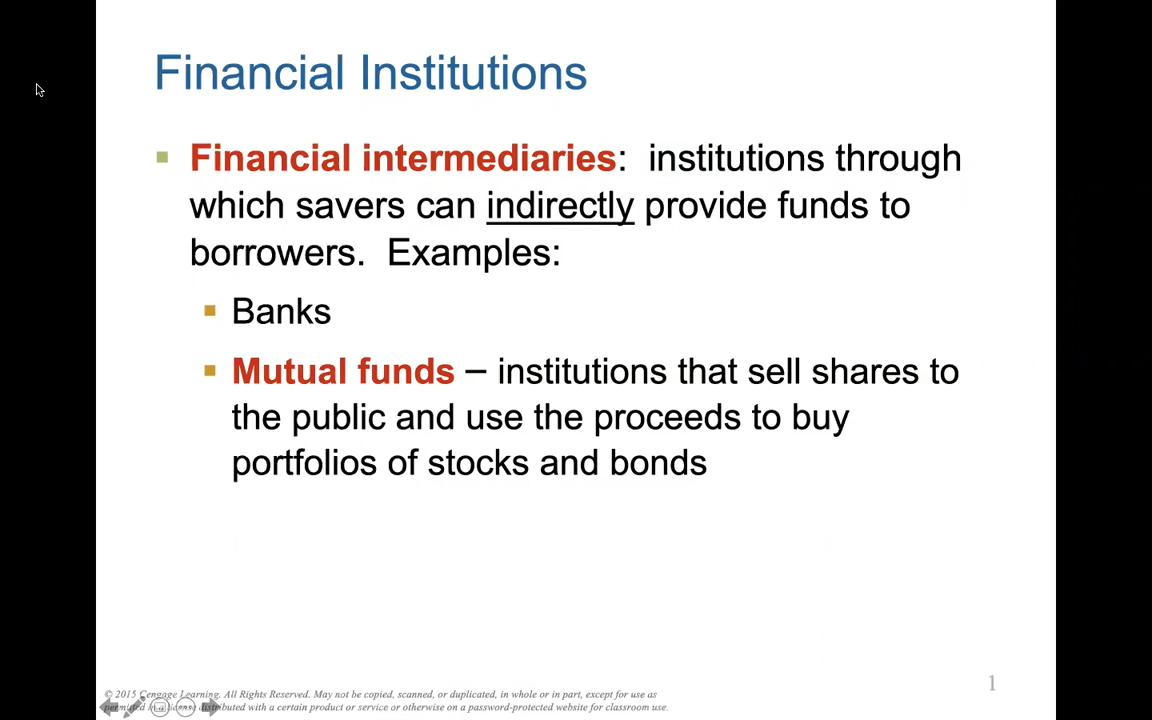 Financial Institutions
Financial intermediaries: institutions through
which savers can indirectly provide funds to
borrowers. Examples:
Banks
Mutual funds – institutions that sell shares to
the public and use the proceeds to buy
portfolios of stocks and bonds
© 2015 Cengage Learning. All Rights Reserved. May not be copied, scanned, or duplicated, in whole or in part, except for use as
permitted in a license distributed with a certain product or service or otherwise on a password-protected website for classroom use.
1